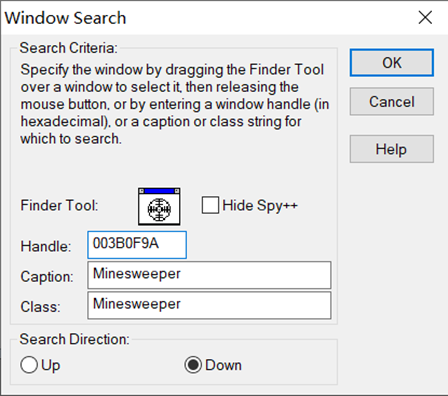 Window Search
Search Criteria:
Specify the window by dragging the Finder Tool
over a window to select it, then releasing the
mouse button, or by entering a window handle (in
hexadecimal), or a caption or class string for
which to search.
OK
Cancel
Help
Finder Tool:
Hide Spy++
Handle: 003B0F9A
Caption: Minesweeper
Class: Minesweeper
Search Direction:
Up Down